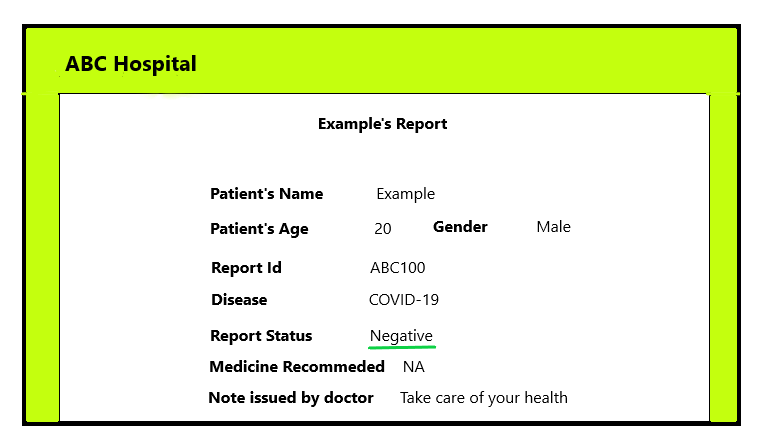 ABC Hospital
Example's Report
Patient's Name Example
Patient's Age 20 Gender Male
Report Id ABC100
Disease COVID-19
Report Status Negative
Medicine Recommeded NA
Note issued by doctor Take care of your health